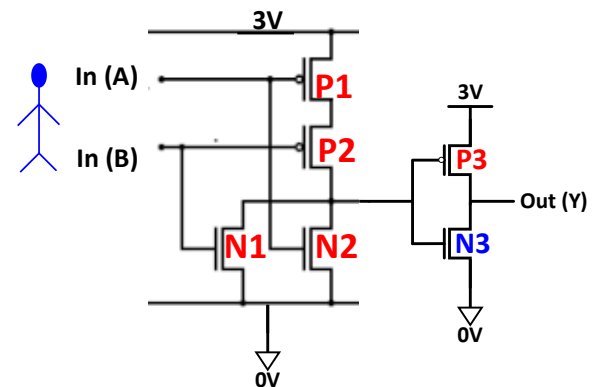 3V
In (A)
P1
3V
In (B)
P2
P3
Out (Y)
N1
N2
N3
0V
0V